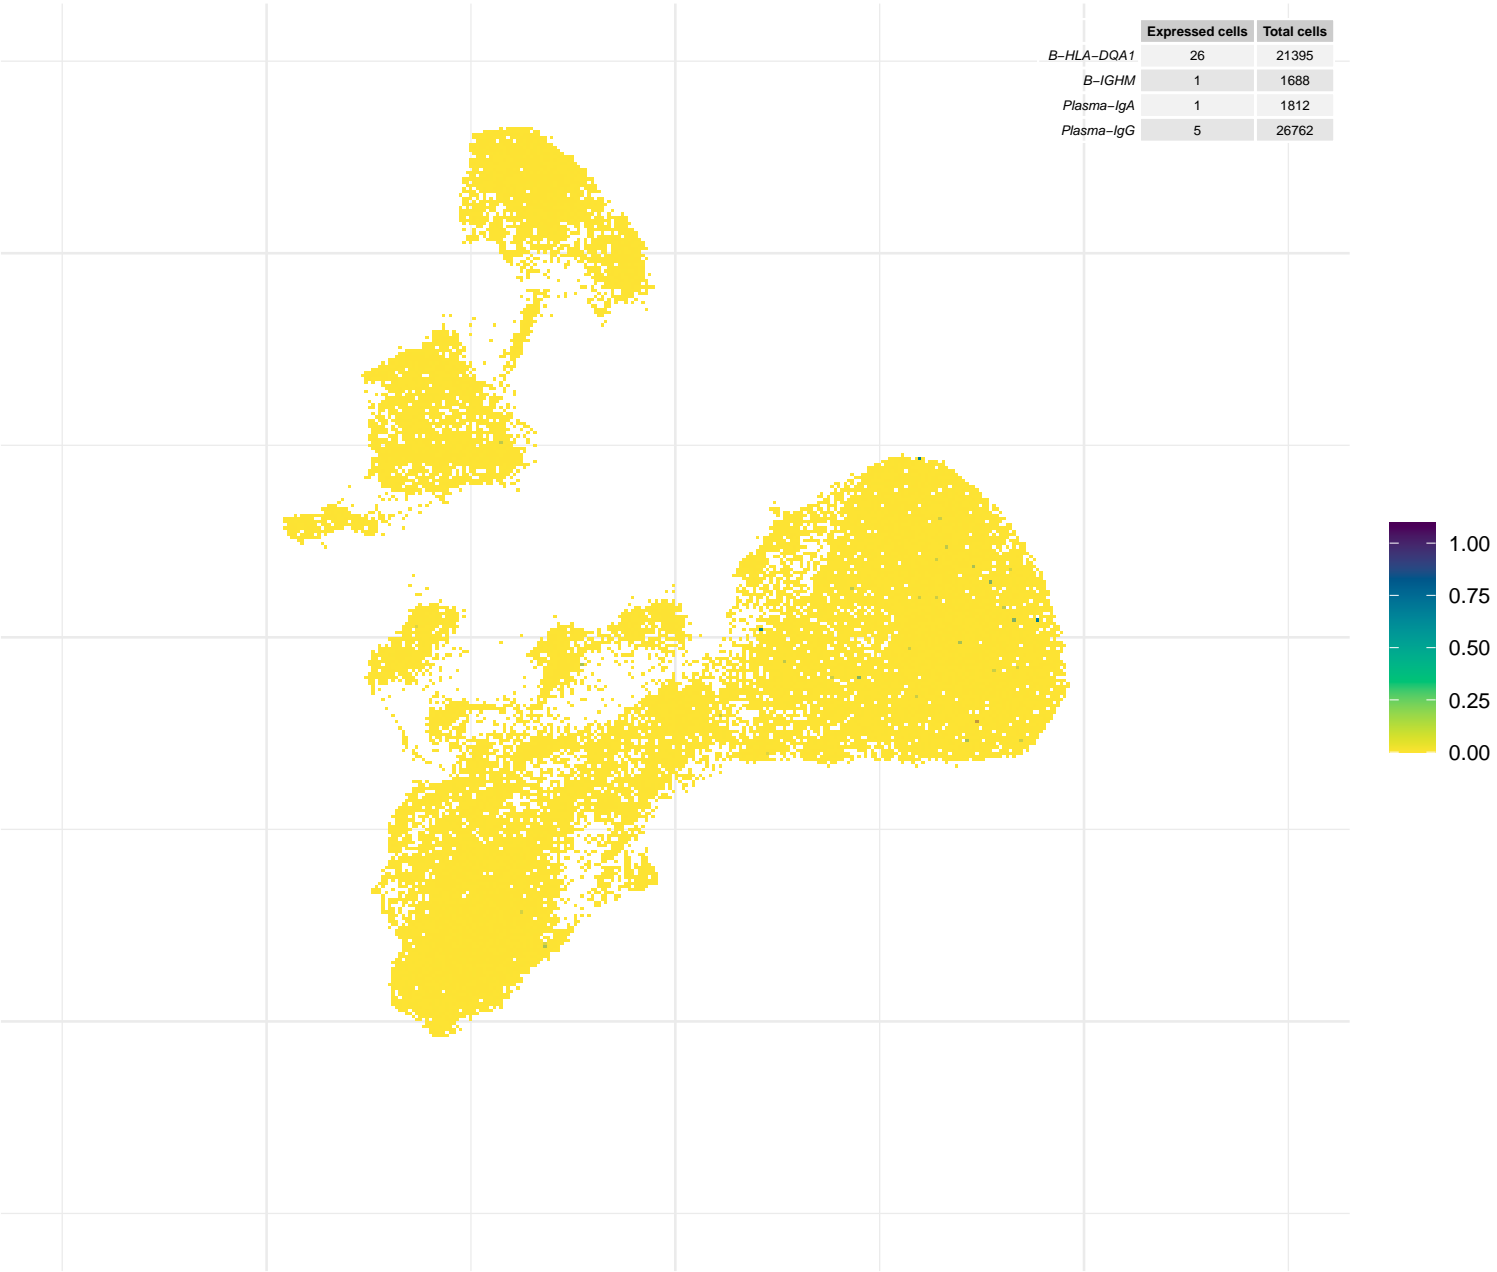 Expressed cells Total cells
B−HLA−DQA1 26 21395
B−IGHM 1 1688
Plasma−IgA 1 1812
Plasma−IgG 5 26762
1.00
0.75
0.50
0.25
0.00